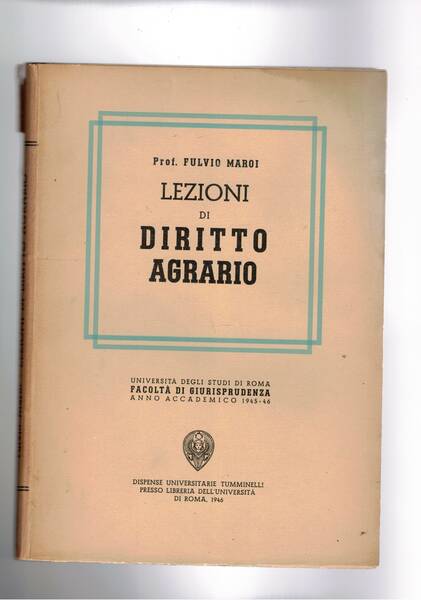 Prof. FULVIO MAROI
LEZIONI
DI
DIRITTO
AGRARIO
UNIVERSITÀ DEGLI STUDI DI ROMA
FACOLTÀ DI GIURISPRUDENZA
ANNO ACCADEMICO 1945-46
DISPENSE UNIVERSITARIE TUMMINELLI
PRESSO LIBRERIA DELL'UNIVERSITÀ
DI ROMA, 1946